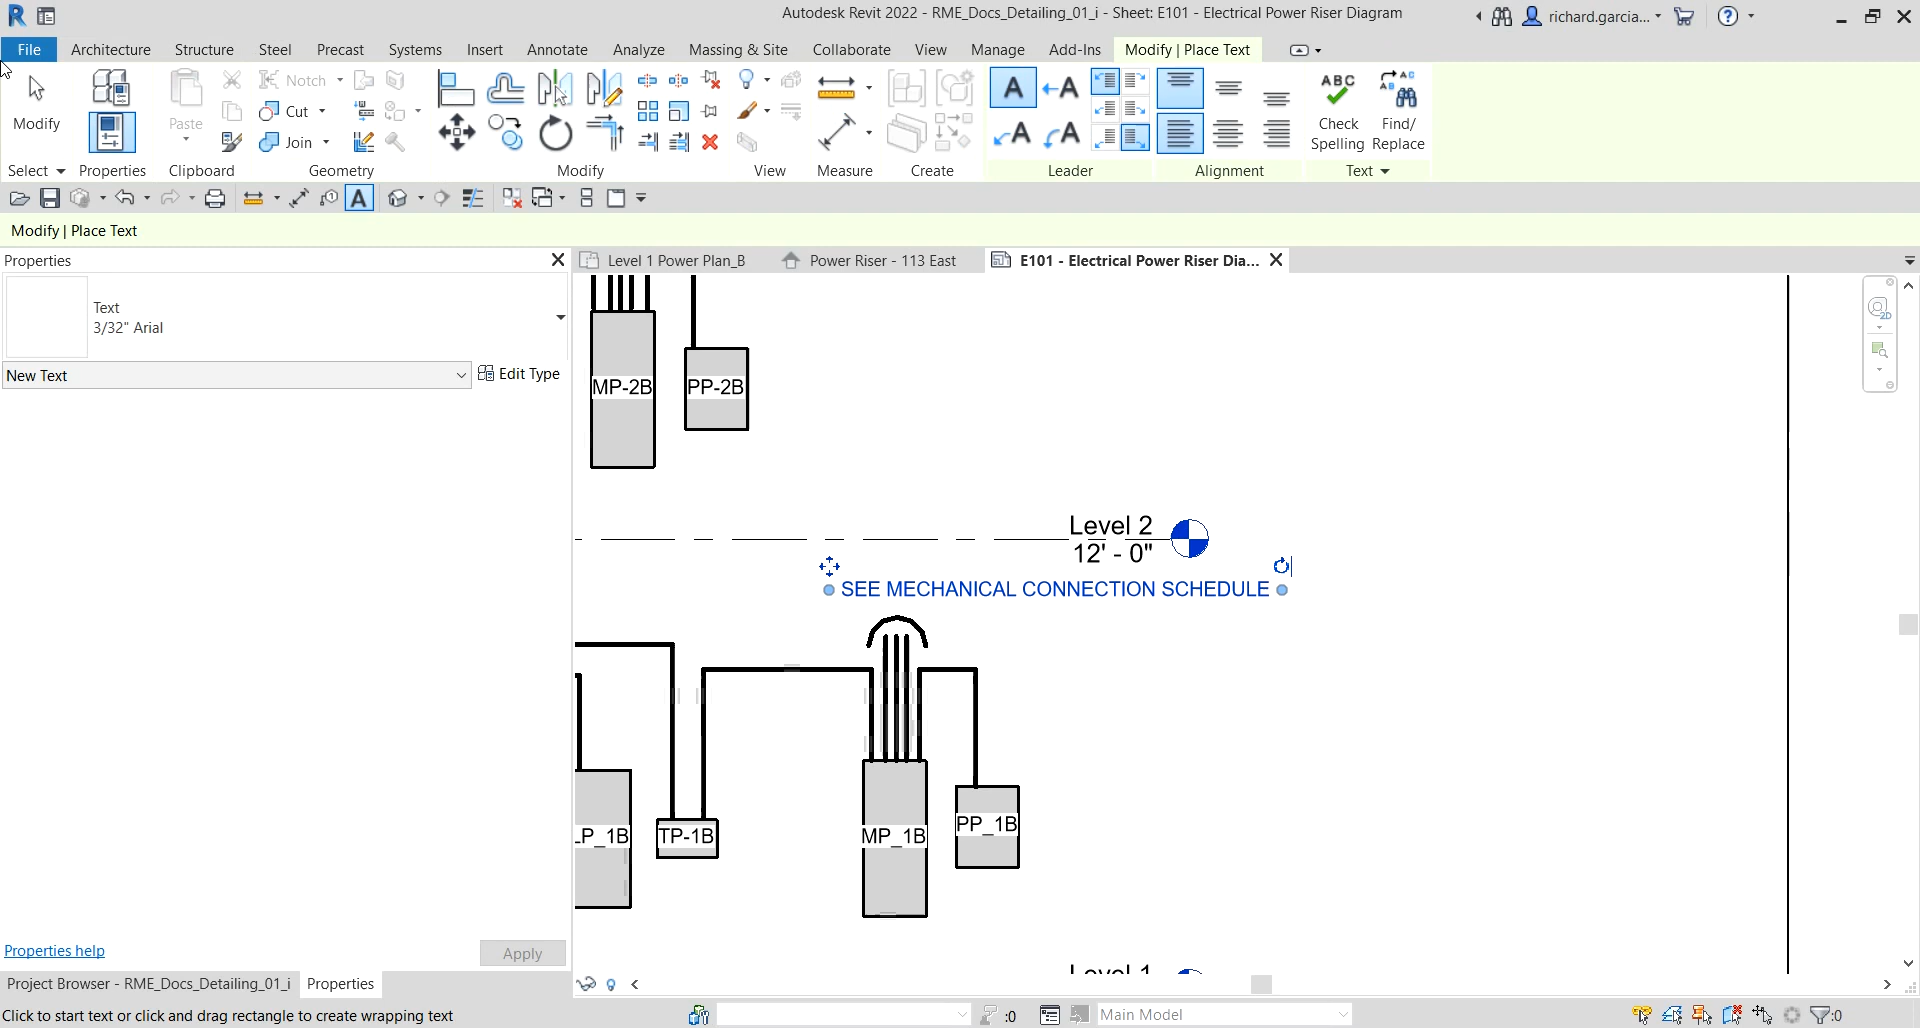 Autodesk Revit 2022 - RME_Docs_Detailing_01_i - Sheet: E101 - Electrical Power Riser Diagram
richard.garcia...
File Architecture Structure Steel Precast Systems Insert Annotate Analyze Massing & Site Collaborate View Manage Add-Ins Modify | Place Text
Modify
Paste
Notch
Cut
Join
ABC
Check
Spelling
Find/
Replace
Select Properties Clipboard Geometry Modify View Measure Create Leader Alignment Text
Modify | Place Text
Properties
Level 1 Power Plan_B
Power Riser - 113 East
E101 - Electrical Power Riser Dia...
Text
3/32" Arial
New Text
Edit Type
2D
MP-2B
PP-2B
Level 2
12' - 0"
SEE MECHANICAL CONNECTION SCHEDULE
LP_1B
TP-1B
MP_1B
PP_1B
Level 1
Properties help
Apply
Project Browser - RME_Docs_Detailing_01_i
Properties
Click to start text or click and drag rectangle to create wrapping text
:0
Main Model
:0